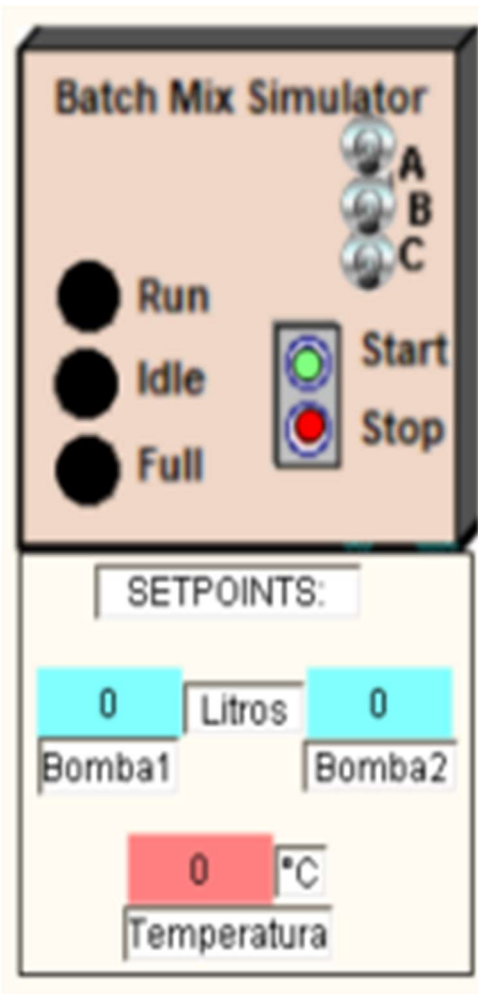 Batch Mix Simulator
A
B
C
Run
Start
Idle
Stop
Full
SETPOINTS:
0 Litros 0
Bomba1 Bomba2
0 °C
Temperatura